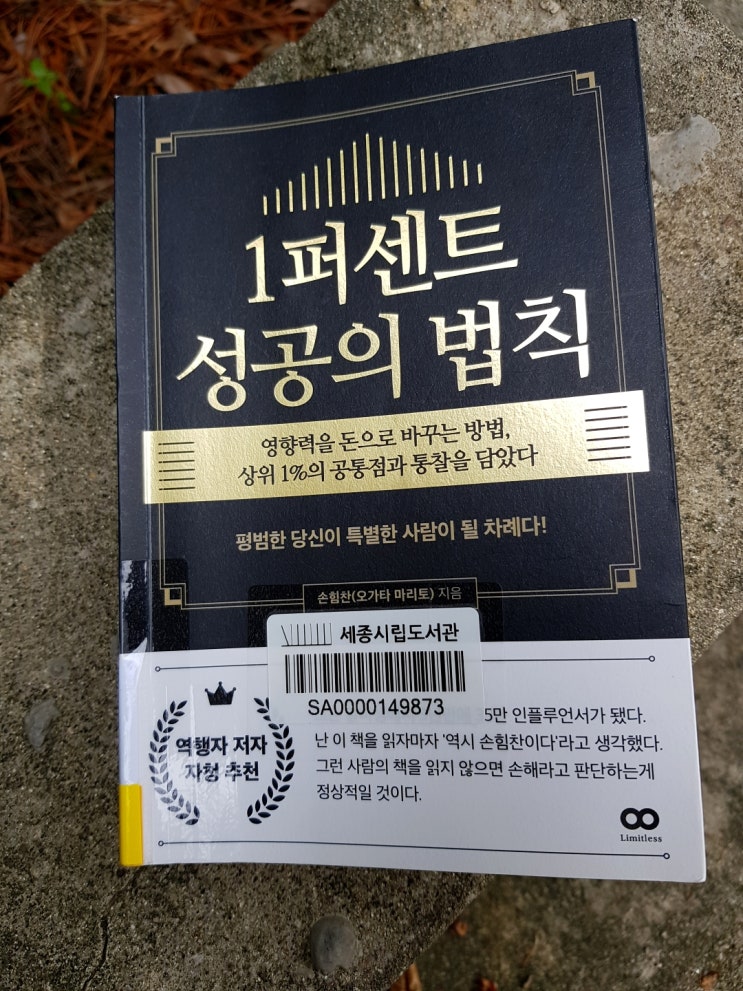 1퍼센트
성공의 법칙
영향력을 돈으로 바꾸는 방법,
상위 1%의 공통점과 통찰을 담았다
평범한 당신이 특별한 사람이 될 차례다!
손힘찬(오가타 마리토) 지음
세종시립도서관
SA0000149873
역행자 저자
자청 추천
5만 인플루언서가 됐다.
난 이 책을 읽자마자 '역시 손힘찬이다'라고 생각했다.
그런 사람의 책을 읽지 않으면 손해라고 판단하는게
정상적일 것이다.
Limitless